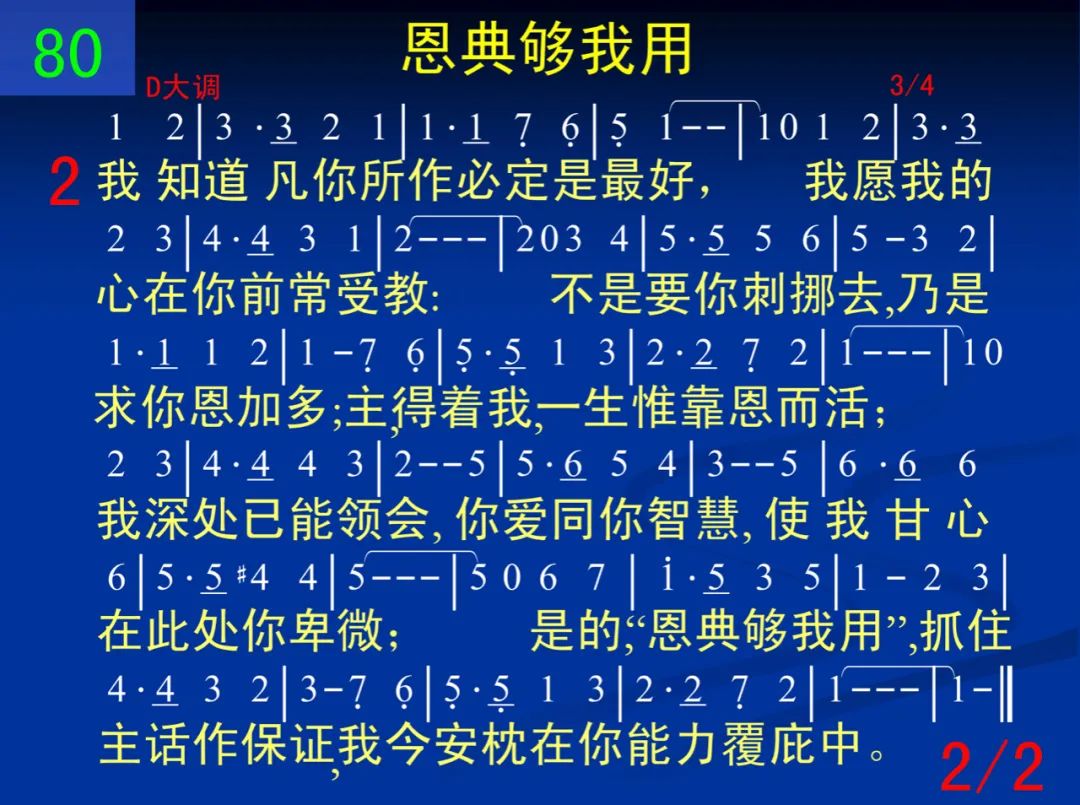 80 恩典够我用
D大调 3/4
1 2|3·3 2 1|1·1 7̣ 6̣|5̣ 1--|10 1 2|3·3
2 我 知道 凡你所作必定是最好， 我愿我的
2 3|4·4 3 1|2---|203 4|5·5 5 6|5-3 2|
心在你前常受教: 不是要你刺挪去,乃是
1·1 1 2|1-7̣ 6̣|5̣·5̣ 1 3|2·2 7̣ 2|1---|10
求你恩加多;主,得着我,一生惟靠恩而活；
2 3|4·4 4 3|2--5|5·6 5 4|3--5|6·6 6
我深处已能领会, 你爱同你智慧, 使 我 甘 心
6|5·5 #4 4|5---|5 0 6 7|1̇·5 3 5|1-2 3|
在此处你卑微； 是的,“恩典够我用”,抓住
4·4 3 2|3-7̣ 6̣|5̣·5̣ 1 3|2·2 7̣ 2|1---|1-‖
主话作保证,我今安枕在你能力覆庇中。
2/2